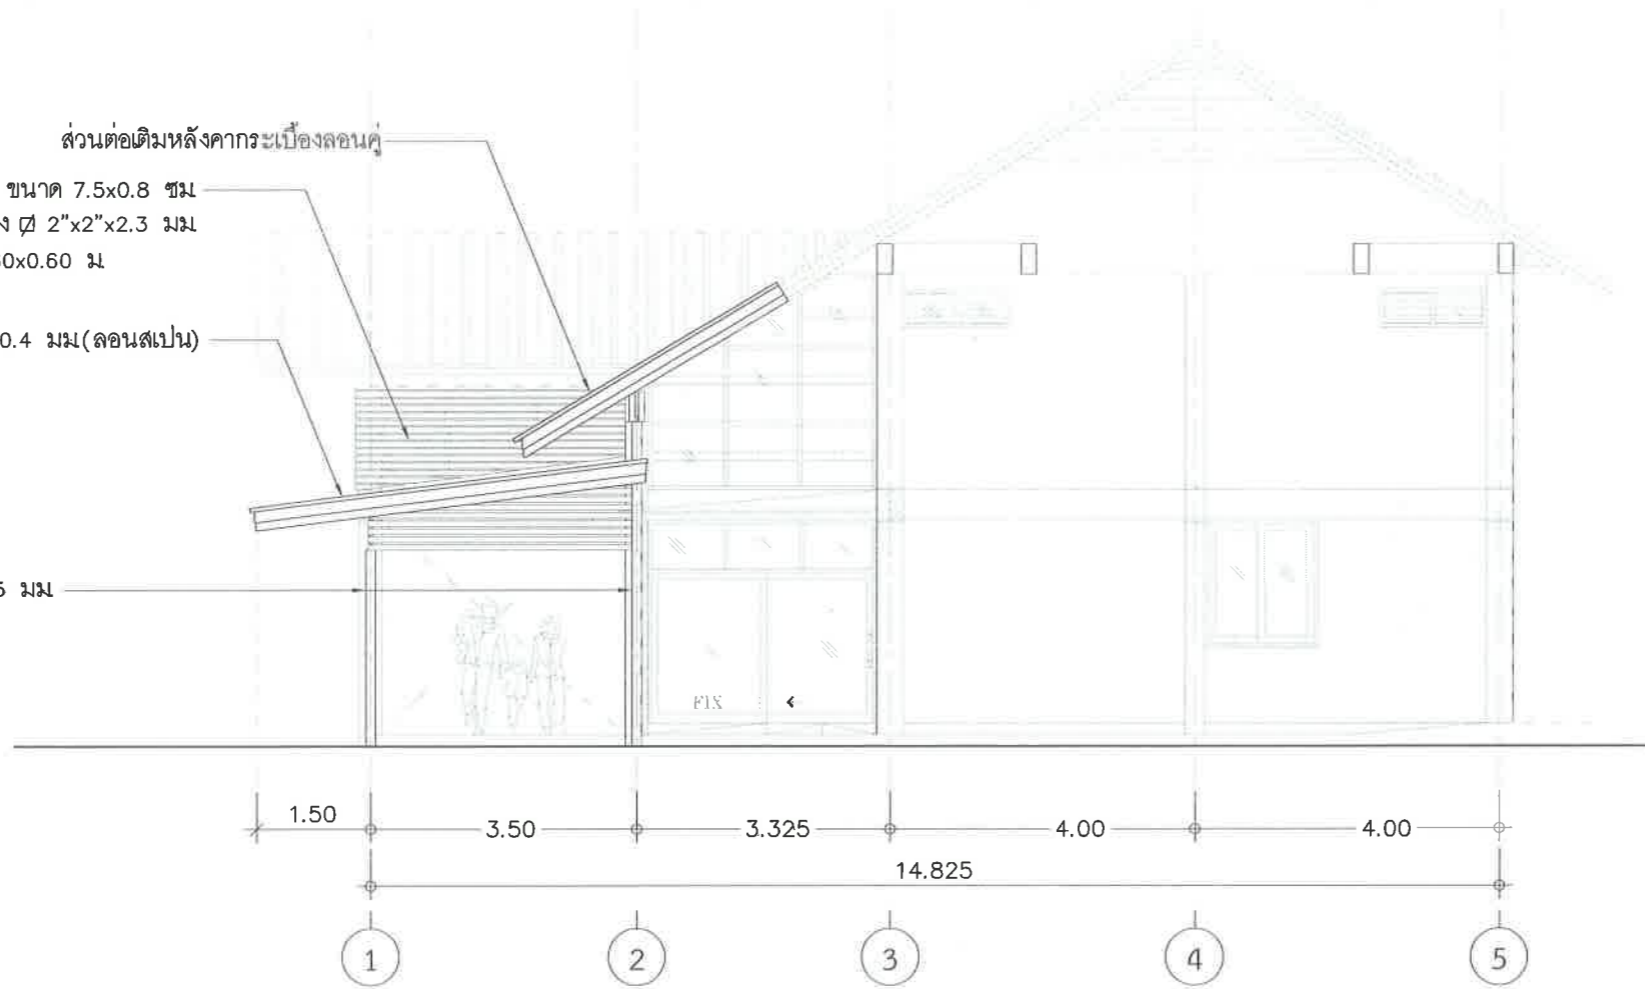 ส่วนต่อเติมหลังคากระเบื้องลอนคู่
ขนาด 7.5x0.8 ซม.
2"x2"x2.3 มม.
0x0.60 ม.
0.4 มม.(ลอนสเปน)
มม.
FIX
1.50 3.50 3.325 4.00 4.00
14.825
1 2 3 4 5